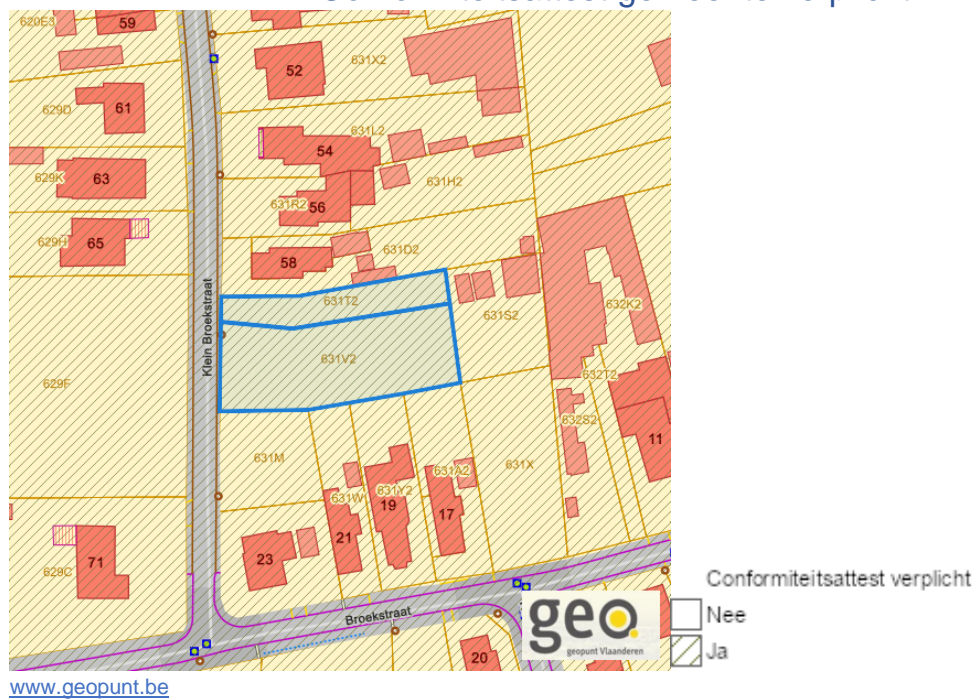 620E3
59
52
631X2
629D
61
631L2
54
629K
63
631H2
631R2
56
629H
65
631D2
58
631T2
632K2
631S2
Klein Broekstraat
631V2
629F
632T2
632S2
11
631M
631X
631A2
631W
631Y2
19
17
21
23
629C
71
Broekstraat
20
geo.
geopunt Vlaanderen
Conformiteitsattest verplicht
Nee
Ja
www.geopunt.be